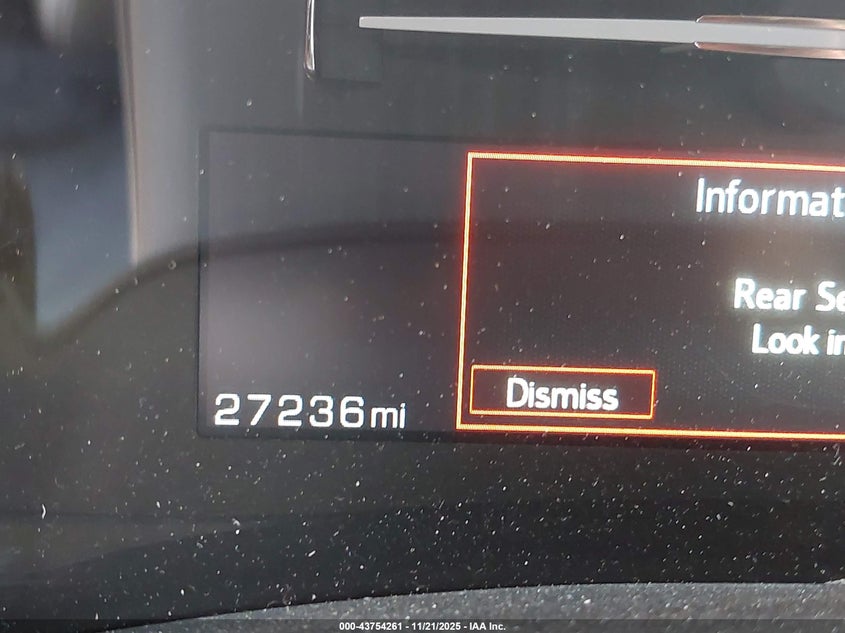 Informat
Rear Se
Look in
Dismiss
27236mi
000-43754261 - 11/21/2025 - IAA Inc.